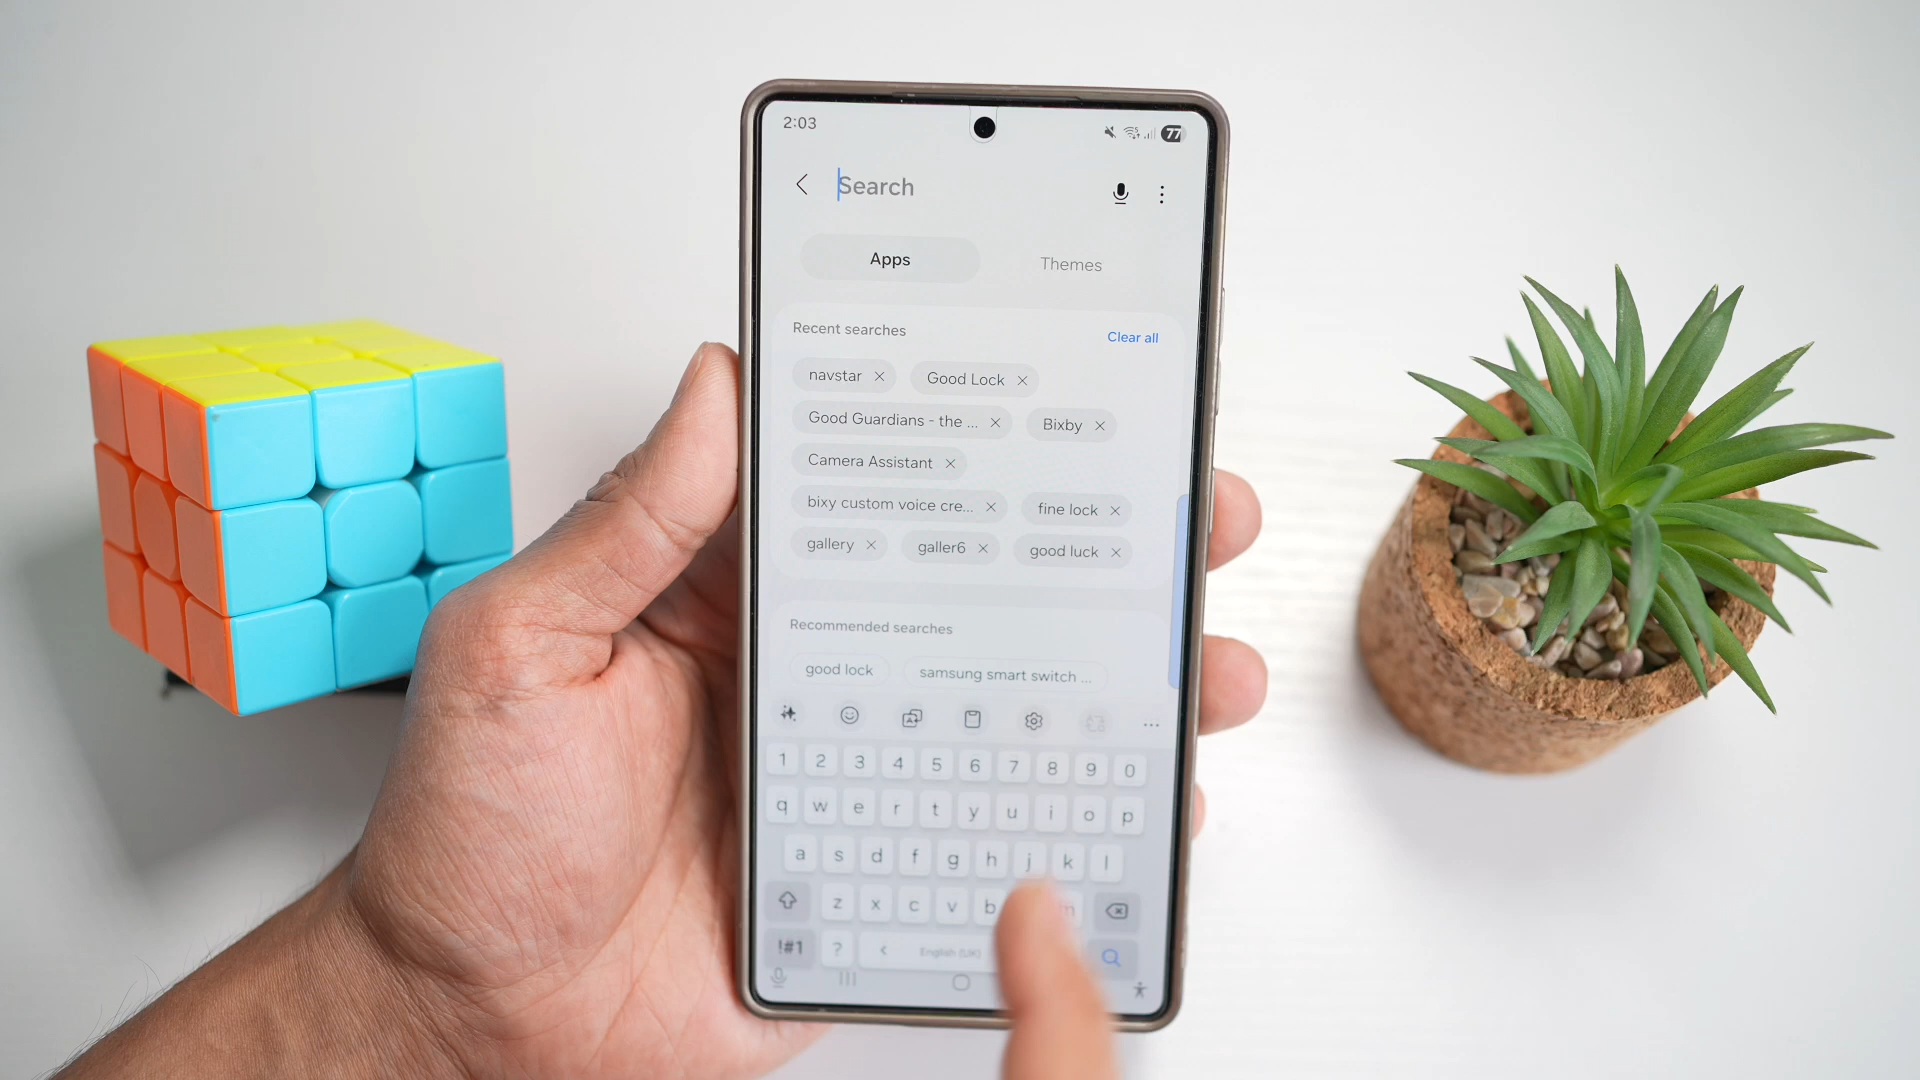 2:03
77
Search
Apps
Themes
Recent searches
Clear all
navstar
Good Lock
Good Guardians - the ...
Bixby
Camera Assistant
bixy custom voice cre...
fine lock
gallery
galler6
good luck
Recommended searches
good lock
samsung smart switch ...
1 2 3 4 5 6 7 8 9 0
q w e r t y u i o p
a s d f g h j k l
z x c v b m
!#1 ? English (UK)